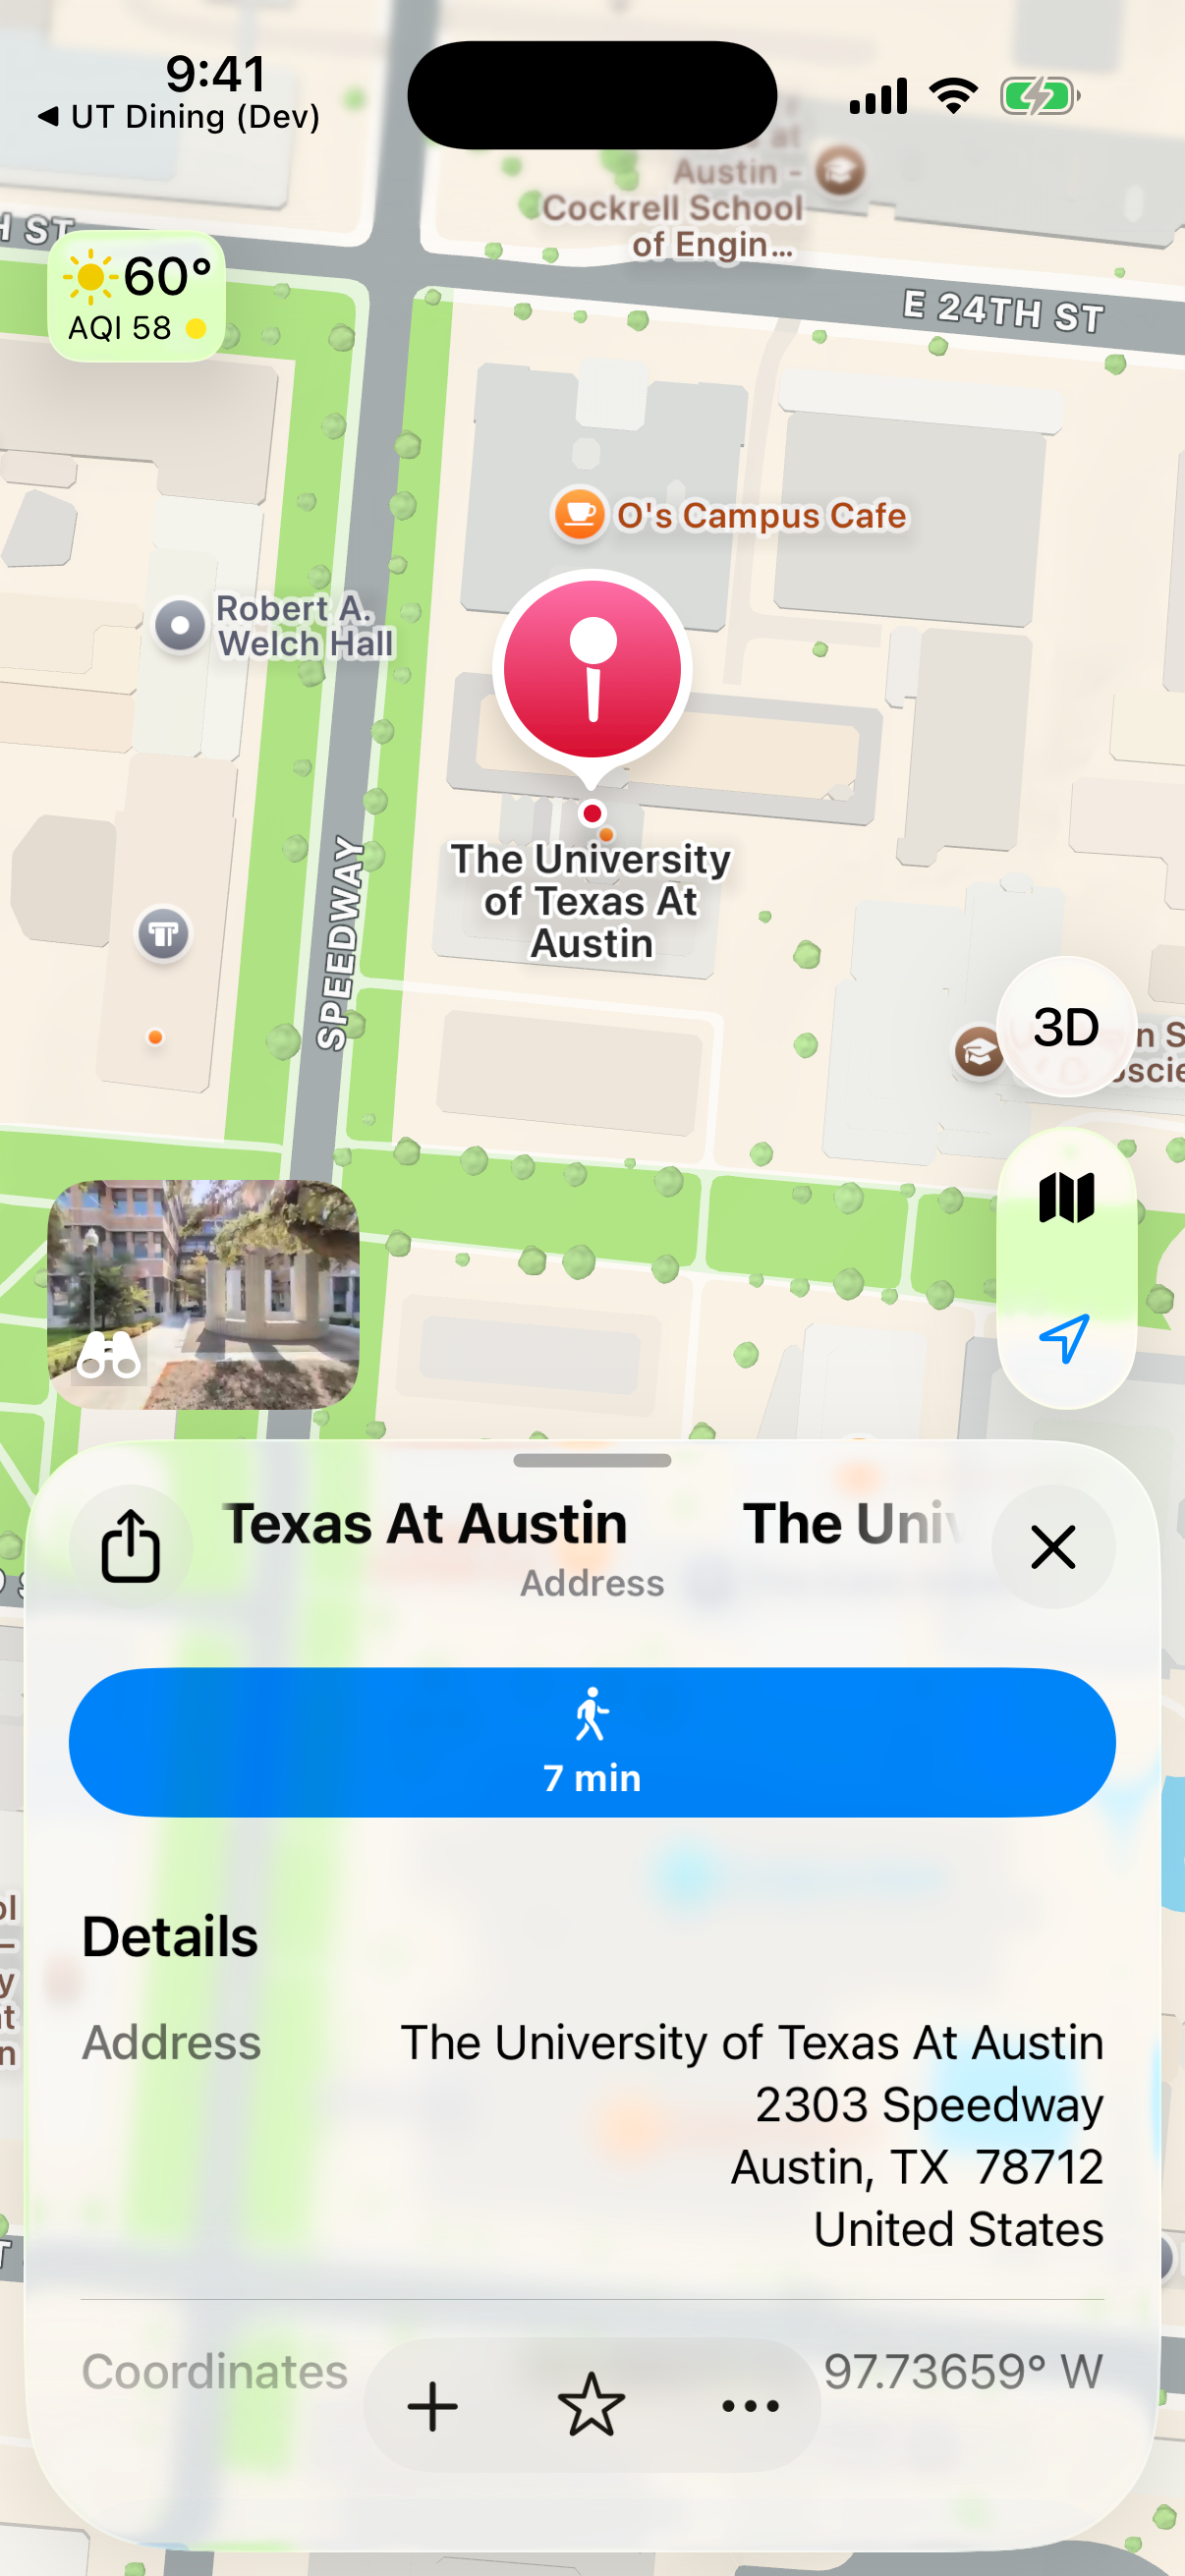 9:41
UT Dining (Dev)
Austin -
Cockrell School
of Engin...
H ST
60°
AQI 58
E 24TH ST
O's Campus Cafe
Robert A.
Welch Hall
The University
of Texas At
Austin
SPEEDWAY
3D
Texas At Austin The Univ
Address
7 min
Details
Address The University of Texas At Austin
2303 Speedway
Austin, TX 78712
United States
Coordinates 97.73659° W